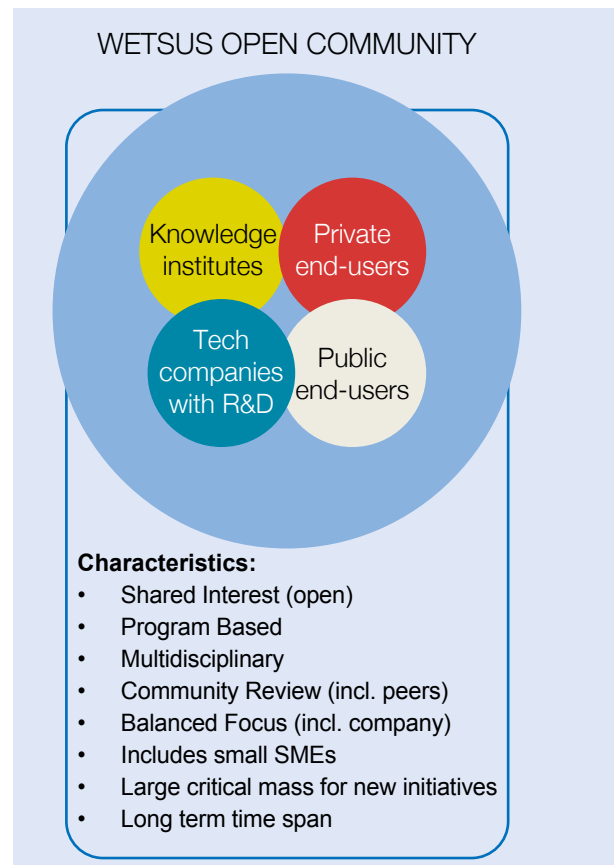 WETSUS OPEN COMMUNITY
Knowledge
institutes
Private
end-users
Tech
companies
with R&D
Public
end-users
Characteristics:
• Shared Interest (open)
• Program Based
• Multidisciplinary
• Community Review (incl. peers)
• Balanced Focus (incl. company)
• Includes small SMEs
• Large critical mass for new initiatives
• Long term time span